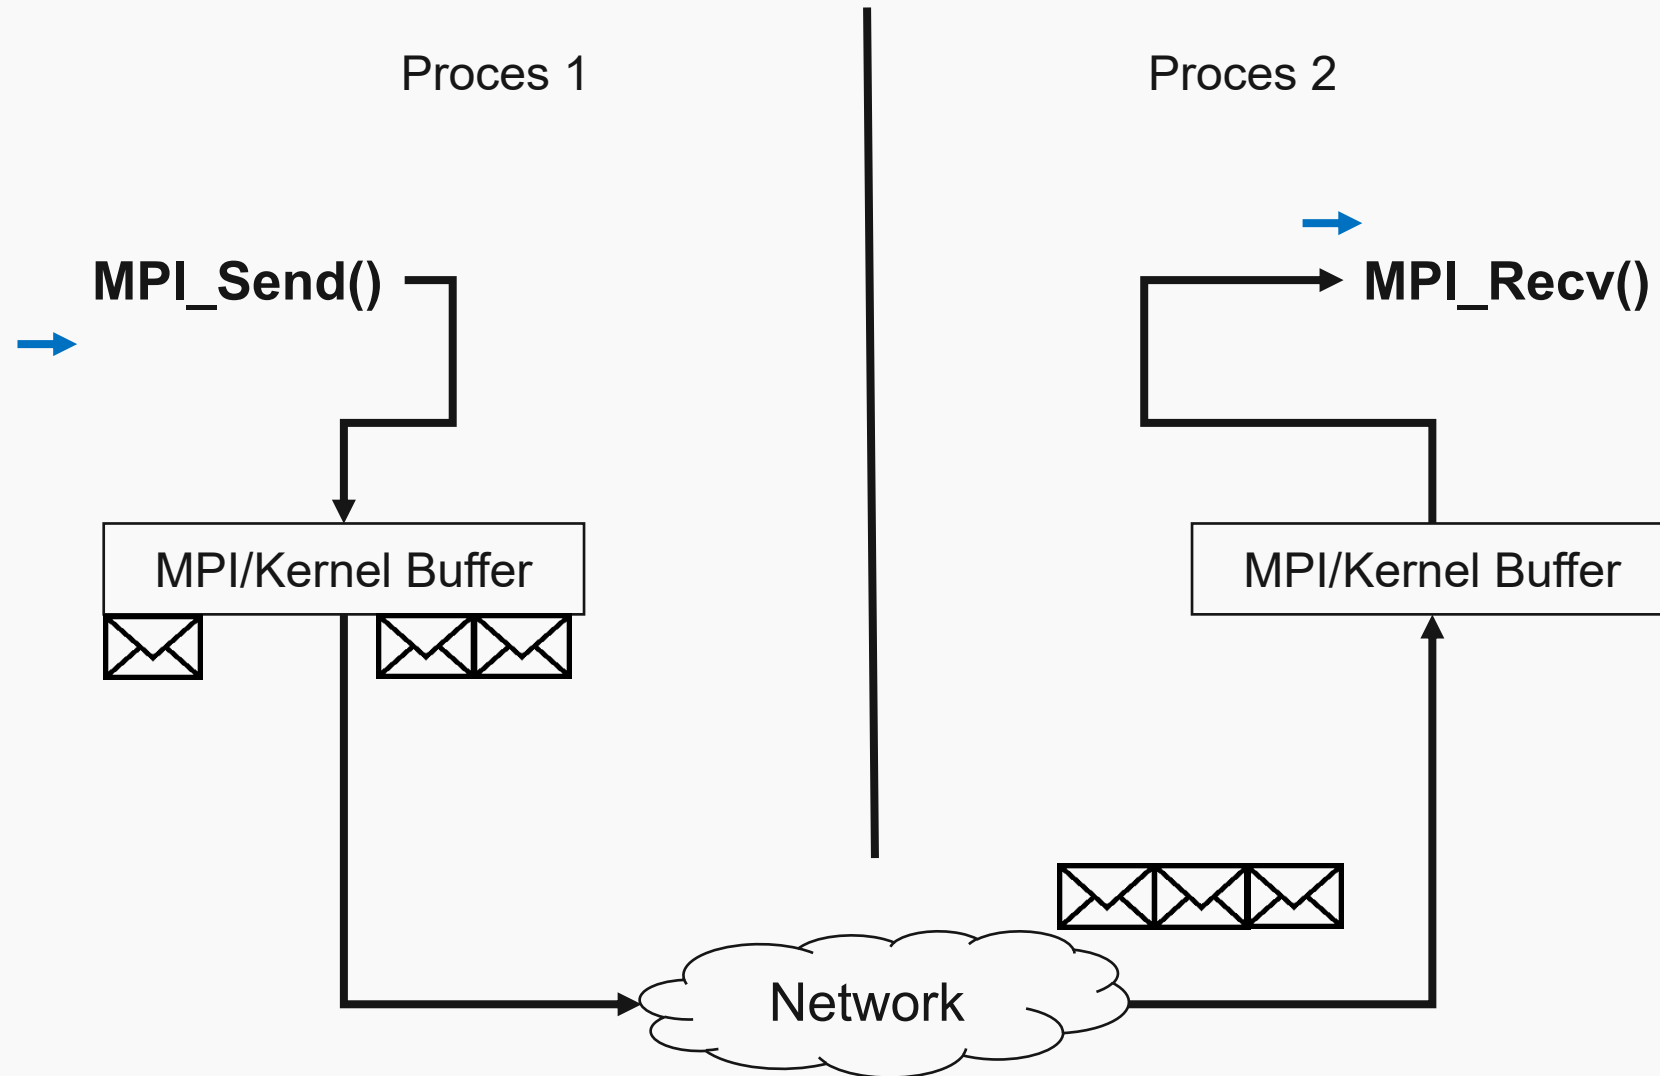 Proces 1
Proces 2
MPI_Send()
MPI_Recv()
MPI/Kernel Buffer
MPI/Kernel Buffer
Network